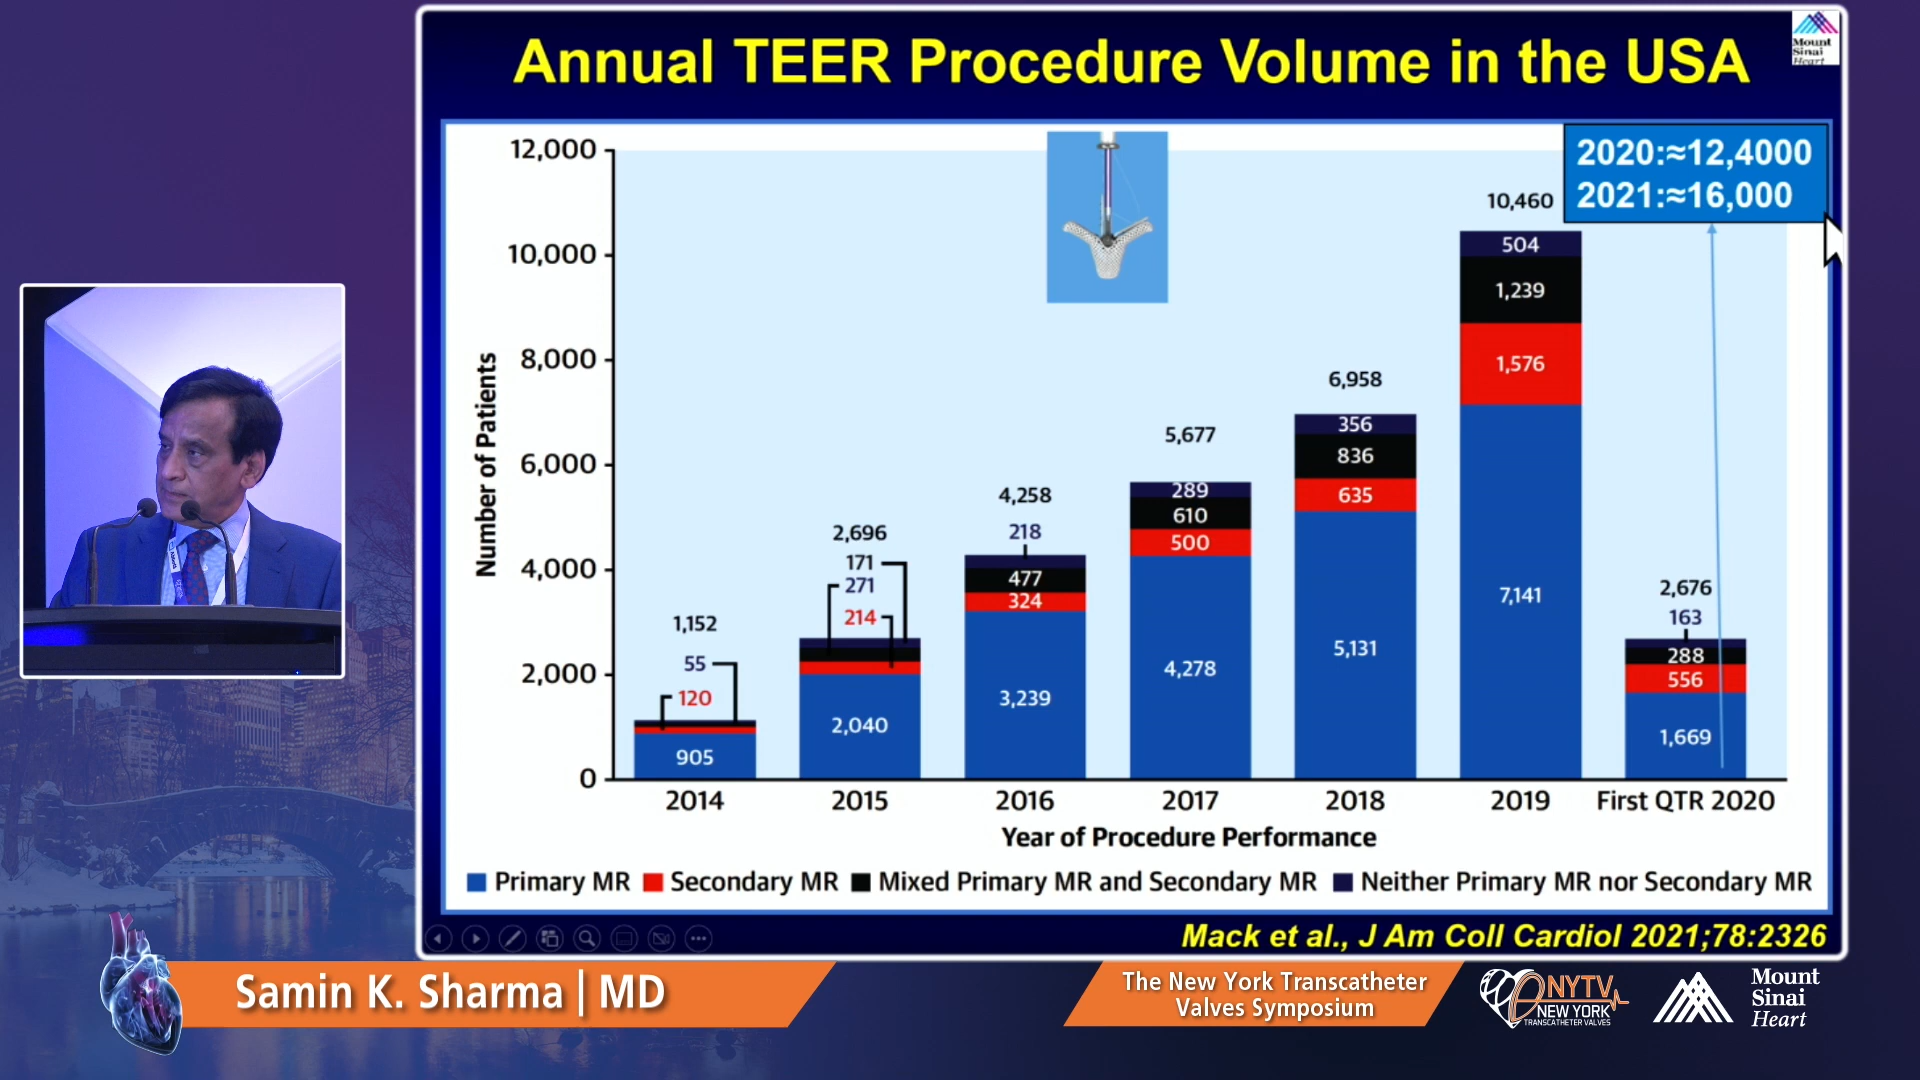 Annual TEER Procedure Volume in the USA
Mount
Sinai
Heart
2020:≈12,4000
2021:≈16,000
Number of Patients
12,000
10,000
8,000
6,000
4,000
2,000
0
1,152
55
120
905
2,696
171
271
214
2,040
4,258
218
477
324
3,239
5,677
289
610
500
4,278
6,958
356
836
635
5,131
10,460
504
1,239
1,576
7,141
2,676
163
288
556
1,669
2014 2015 2016 2017 2018 2019 First QTR 2020
Year of Procedure Performance
Primary MR Secondary MR Mixed Primary MR and Secondary MR Neither Primary MR nor Secondary MR
Mack et al., J Am Coll Cardiol 2021;78:2326
Samin K. Sharma | MD
The New York Transcatheter
Valves Symposium
NYTV
NEW YORK
TRANSCATHETER VALVES
Mount
Sinai
Heart